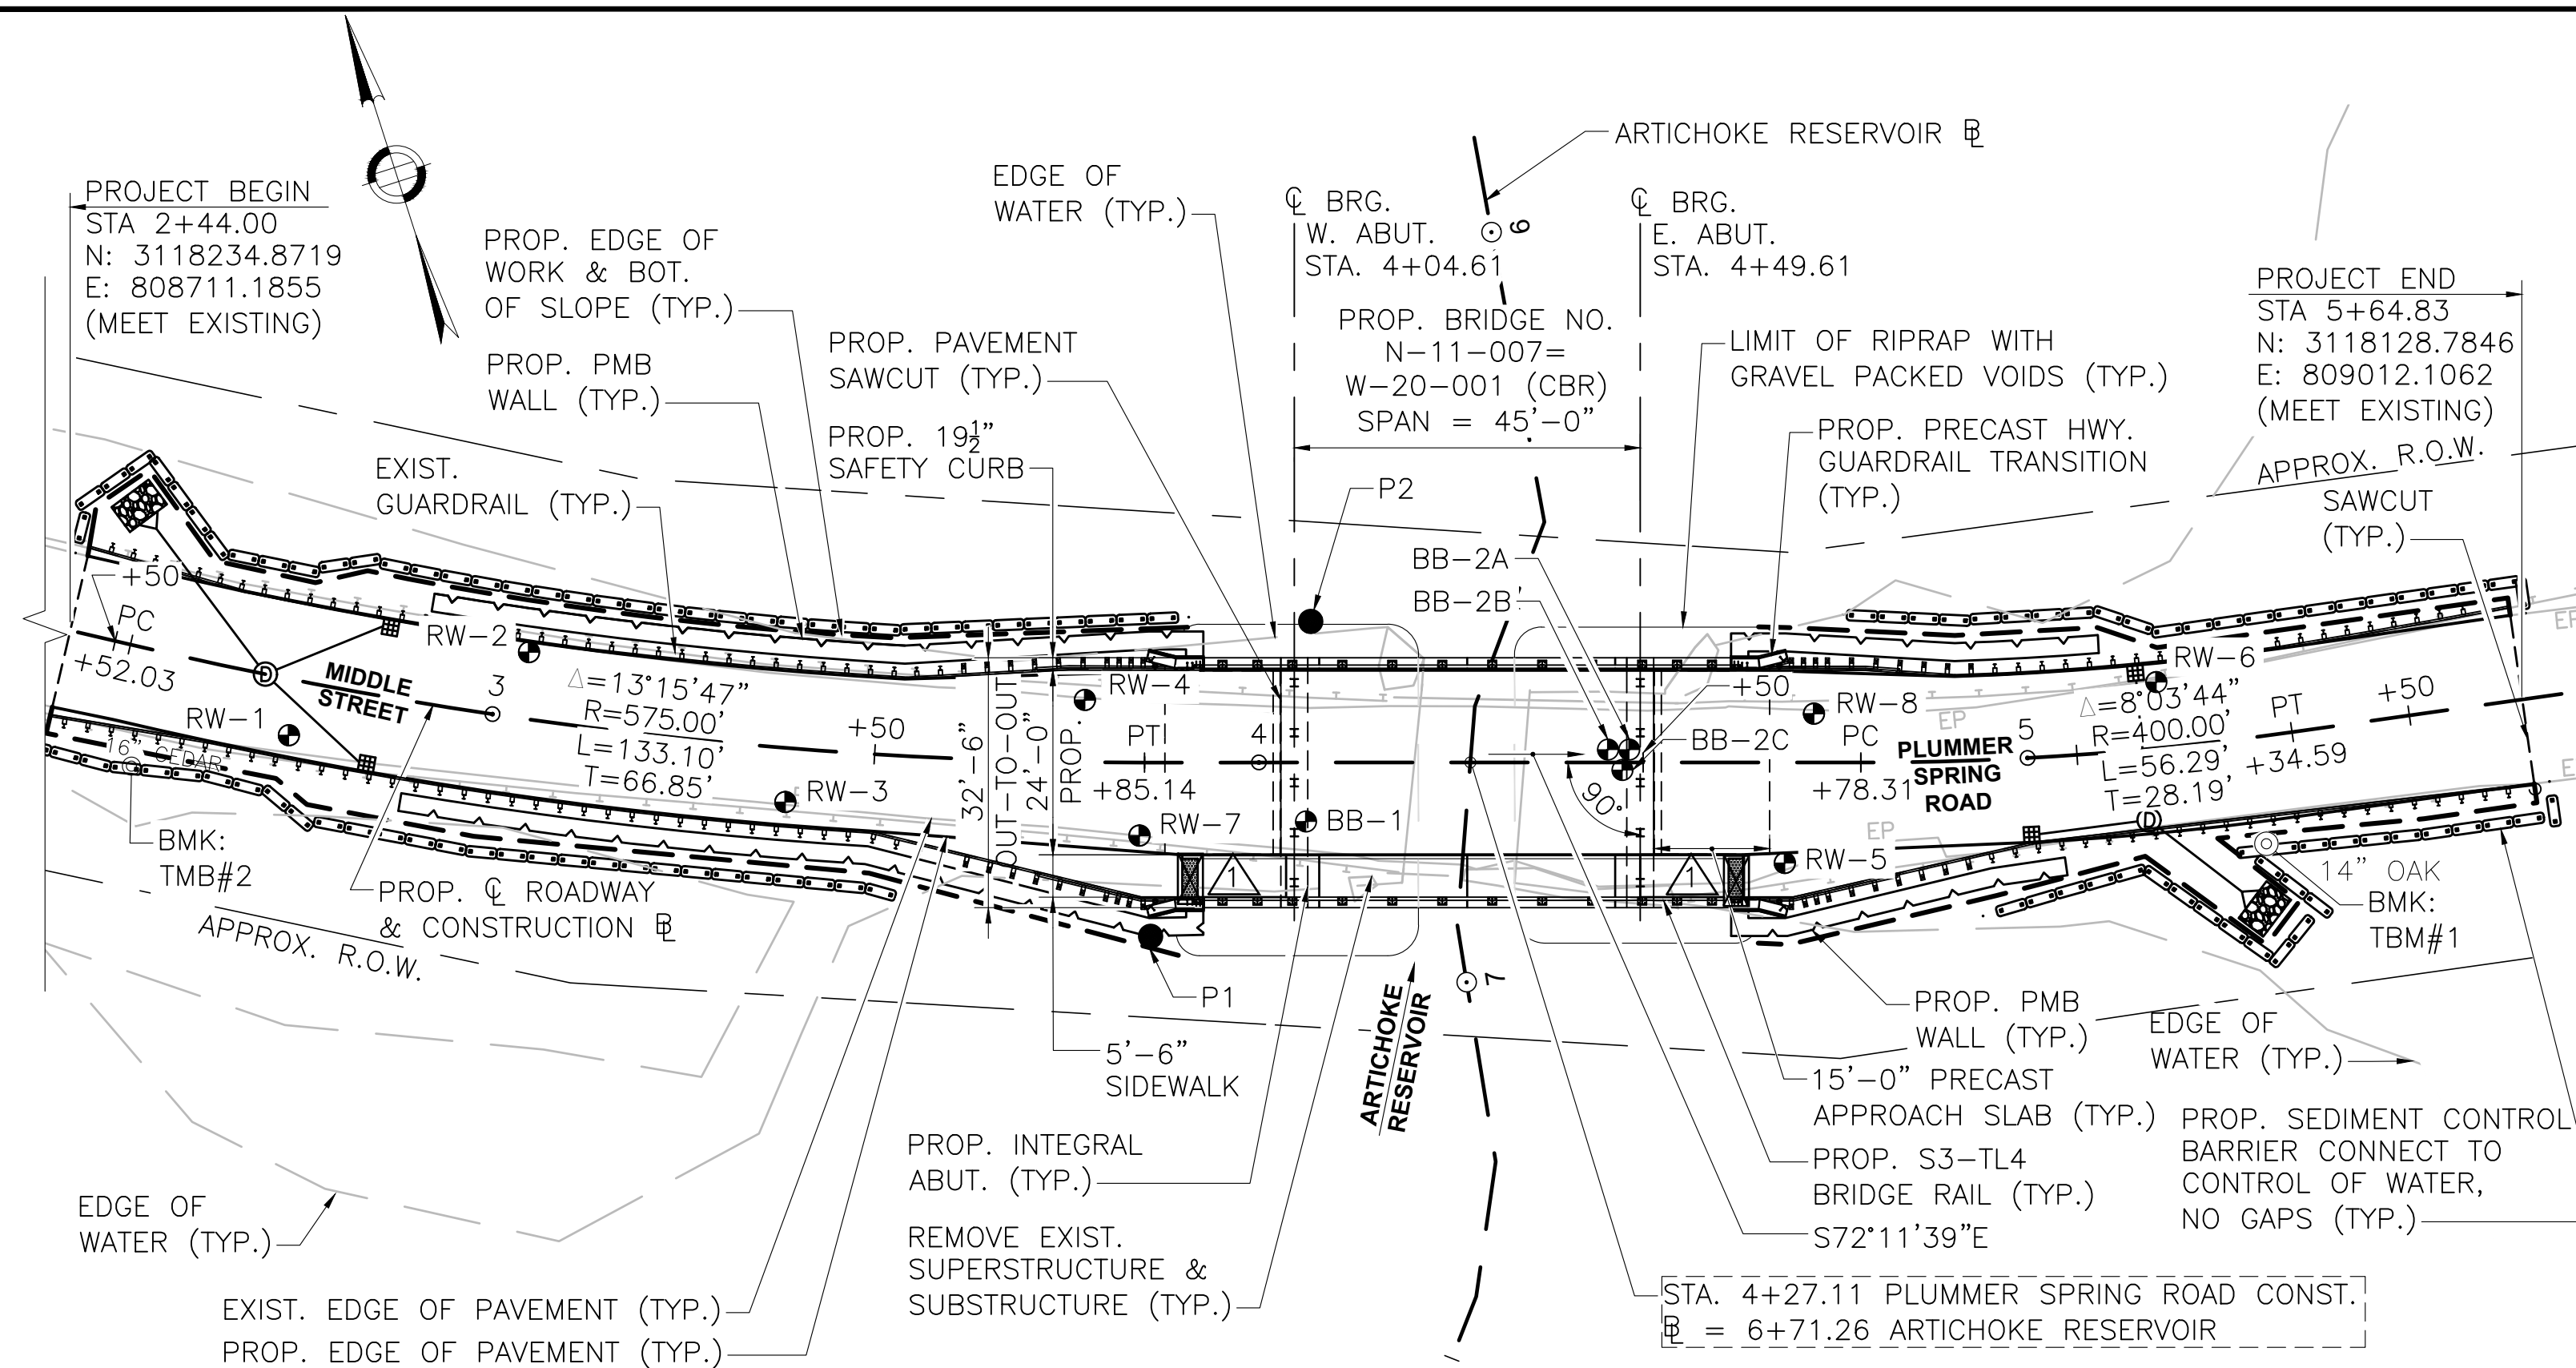 PROJECT BEGIN
STA 2+44.00
N: 3118234.8719
E: 808711.1855
(MEET EXISTING)
PROP. EDGE OF
WORK & BOT.
OF SLOPE (TYP.)
PROP. PMB
WALL (TYP.)
EXIST.
GUARDRAIL (TYP.)
PROP. PAVEMENT
SAWCUT (TYP.)
PROP. 19½"
SAFETY CURB
EDGE OF
WATER (TYP.)
℄ BRG.
W. ABUT.
STA. 4+04.61
6
ARTICHOKE RESERVOIR BL
℄ BRG.
E. ABUT.
STA. 4+49.61
PROP. BRIDGE NO.
N-11-007=
W-20-001 (CBR)
SPAN = 45'-0"
P2
BB-2A
BB-2B
LIMIT OF RIPRAP WITH
GRAVEL PACKED VOIDS (TYP.)
PROP. PRECAST HWY.
GUARDRAIL TRANSITION
(TYP.)
PROJECT END
STA 5+64.83
N: 3118128.7846
E: 809012.1062
(MEET EXISTING)
APPROX. R.O.W.
SAWCUT
(TYP.)
+50
PC
+52.03
D
MIDDLE
STREET
RW-2
RW-1
16" CEDAR
3
Δ=13°15'47"
R=575.00'
L=133.10'
T=66.85'
+50
RW-3
32'-6"
OUT-TO-OUT
24'-0"
PROP.
RW-4
PT
+85.14
4
RW-7
BB-1
1
90°
+50
BB-2C
RW-8
PC
+78.31
EP
PLUMMER
SPRING
ROAD
5
Δ=8°03'44"
R=400.00'
L=56.29'
T=28.19'
RW-6
PT
+34.59
+50
EP
E
RW-5
1
EP
D
14" OAK
BMK:
TBM#1
BMK:
TMB#2
PROP. ℄ ROADWAY
& CONSTRUCTION BL
APPROX. R.O.W.
P1
5'-6"
SIDEWALK
7
ARTICHOKE
RESERVOIR
PROP. PMB
WALL (TYP.)
EDGE OF
WATER (TYP.)
15'-0" PRECAST
APPROACH SLAB (TYP.)
PROP. S3-TL4
BRIDGE RAIL (TYP.)
S72°11'39"E
PROP. SEDIMENT CONTROL
BARRIER CONNECT TO
CONTROL OF WATER,
NO GAPS (TYP.)
PROP. INTEGRAL
ABUT. (TYP.)
REMOVE EXIST.
SUPERSTRUCTURE &
SUBSTRUCTURE (TYP.)
EDGE OF
WATER (TYP.)
EXIST. EDGE OF PAVEMENT (TYP.)
PROP. EDGE OF PAVEMENT (TYP.)
STA. 4+27.11 PLUMMER SPRING ROAD CONST.
BL = 6+71.26 ARTICHOKE RESERVOIR